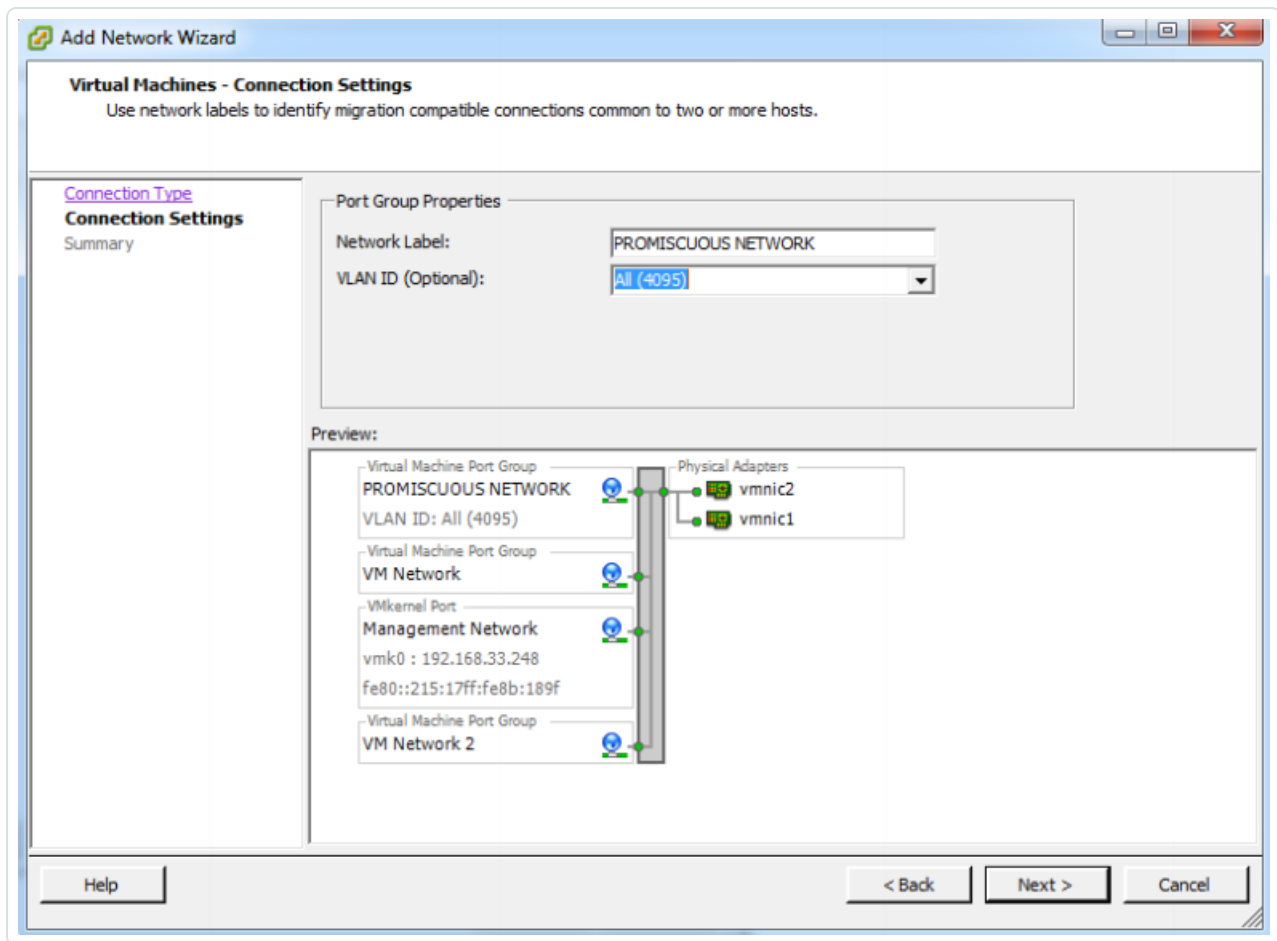 Add Network Wizard
Virtual Machines - Connection Settings
Use network labels to identify migration compatible connections common to two or more hosts.
Connection Type
Connection Settings
Summary
Port Group Properties
Network Label: PROMISCUOUS NETWORK
VLAN ID (Optional): All (4095)
Preview:
Virtual Machine Port Group
PROMISCUOUS NETWORK
VLAN ID: All (4095)
Virtual Machine Port Group
VM Network
VMkernel Port
Management Network
vmk0 : 192.168.33.248
fe80::215:17ff:fe8b:189f
Virtual Machine Port Group
VM Network 2
Physical Adapters
vmnic2
vmnic1
Help
< Back
Next >
Cancel